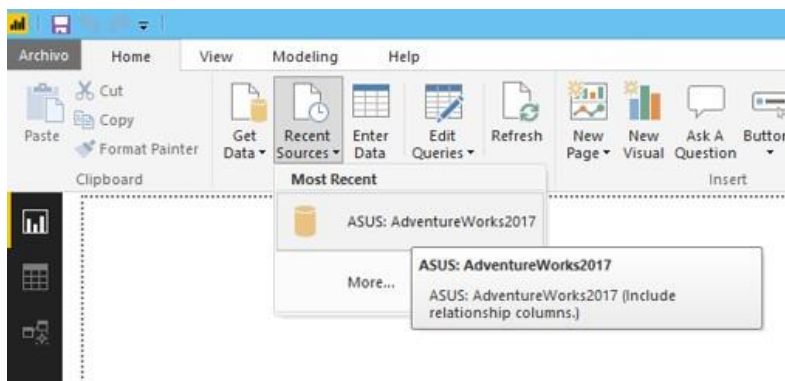 Archivo Home View Modeling Help
Cut
Copy
Format Painter
Paste
Get Data
Recent Sources
Enter Data
Edit Queries
Refresh
New Page
New Visual
Ask A Question
Button
Clipboard
Insert
Most Recent
ASUS: AdventureWorks2017
More...
ASUS: AdventureWorks2017
ASUS: AdventureWorks2017 (Include
relationship columns.)